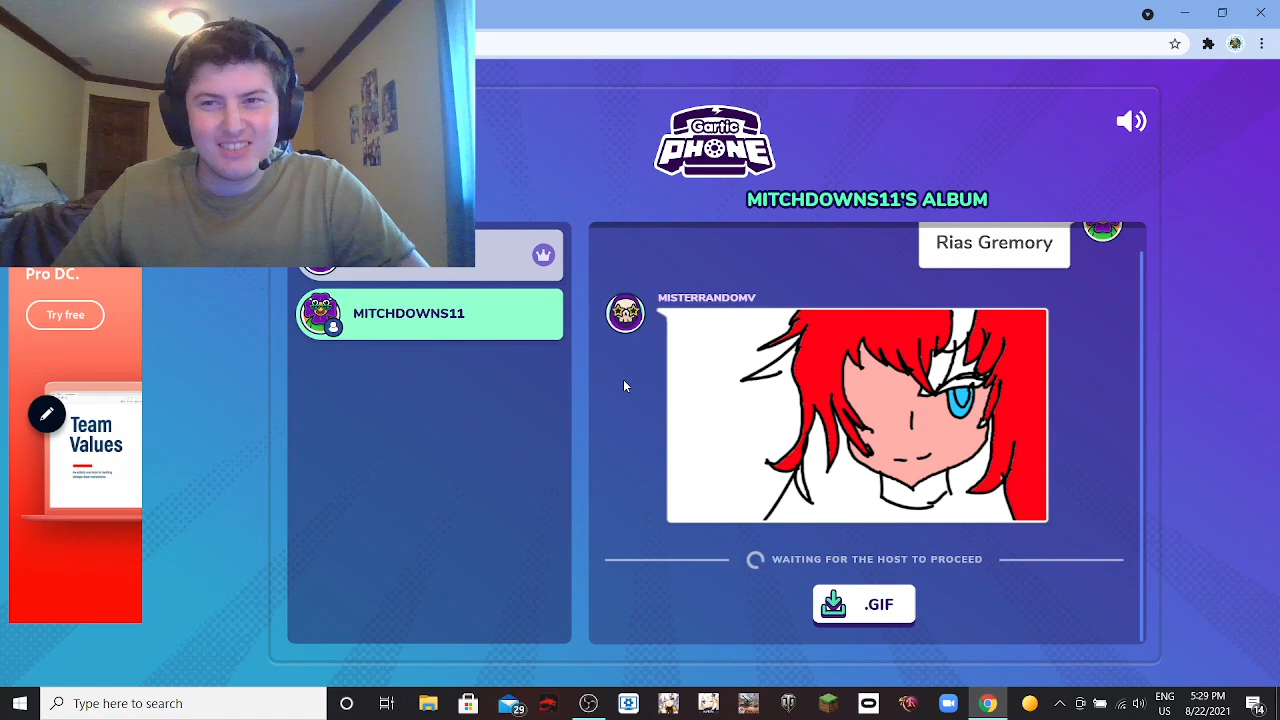 Gartic
PHONE
MITCHDOWNS11'S ALBUM
Rias Gremory
Pro DC.
Try free
MITCHDOWNS11
MISTERRANDOMV
Team
Values
WAITING FOR THE HOST TO PROCEED
.GIF
Type here to search
29
ENG
US
5:29 PM
8/22/2021
4